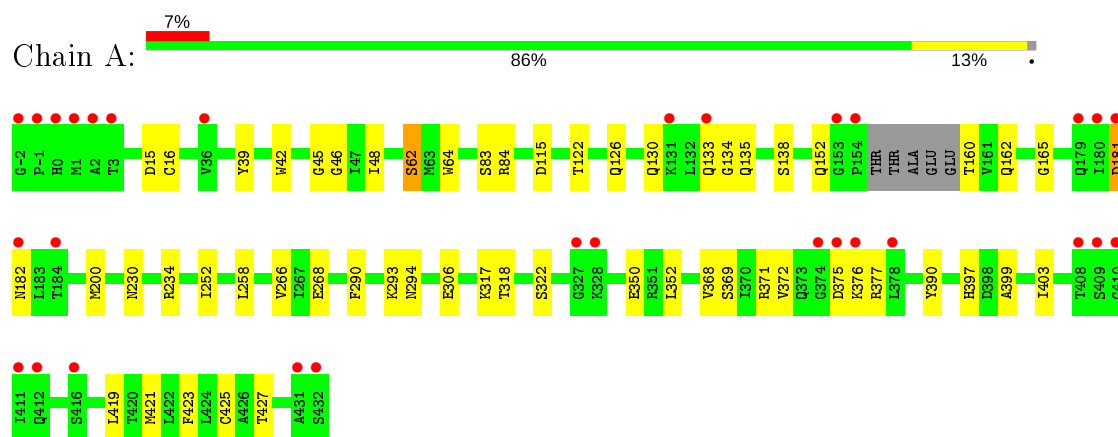 7%
Chain A:
86% 13% •
G-2 P-1 H0 M1 A2 T3 D15 C16 V36 Y39 W42 G45 G46 I47 I48 S62 M63 W64 S83 R84 D115 T122 Q126 Q130 K131 L132 Q133 G134 Q135 S138 Q152 G153 P154 THR THR ALA GLU GLU T160 V161 Q162 G165 Q179 I180 D181
N182 L183 T184 M200 N230 R234 I252 L258 V266 I267 E268 F290 K293 N294 E306 K317 T318 S322 G327 K328 E350 R351 L352 V368 S369 I370 R371 V372 Q373 G374 D375 K376 R377 L378 Y390 H397 D398 A399 I403 T408 S409 C410
I411 Q412 S416 L419 T420 M421 L422 F423 L424 C425 A426 T427 A431 S432